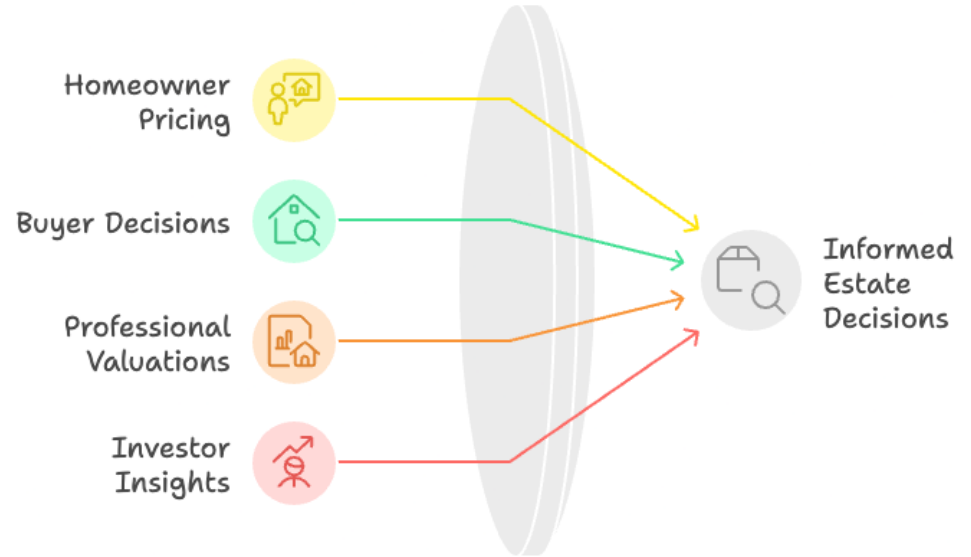 Homeowner
Pricing
Buyer Decisions
Professional
Valuations
Investor
Insights
Informed
Estate
Decisions